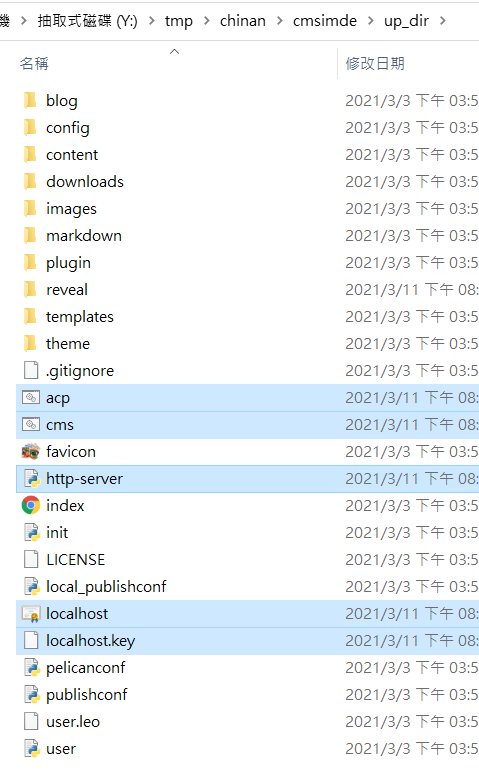 機 > 抽取式磁碟 (Y:) > tmp > chinan > cmsimde > up_dir >
名稱 修改日期
blog 2021/3/3 下午 03:5
config 2021/3/3 下午 03:5
content 2021/3/3 下午 03:5
downloads 2021/3/3 下午 03:5
images 2021/3/3 下午 03:5
markdown 2021/3/3 下午 03:5
plugin 2021/3/3 下午 03:5
reveal 2021/3/11 下午 08:
templates 2021/3/3 下午 03:5
theme 2021/3/3 下午 03:5
.gitignore 2021/3/3 下午 03:5
acp 2021/3/11 下午 08:
cms 2021/3/11 下午 08:
favicon 2021/3/3 下午 03:5
http-server 2021/3/11 下午 08:
index 2021/3/3 下午 03:5
init 2021/3/3 下午 03:5
LICENSE 2021/3/3 下午 03:5
local_publishconf 2021/3/3 下午 03:5
localhost 2021/3/11 下午 08:
localhost.key 2021/3/11 下午 08:
pelicanconf 2021/3/3 下午 03:5
publishconf 2021/3/3 下午 03:5
user.leo 2021/3/3 下午 03:5
user 2021/3/3 下午 03:5